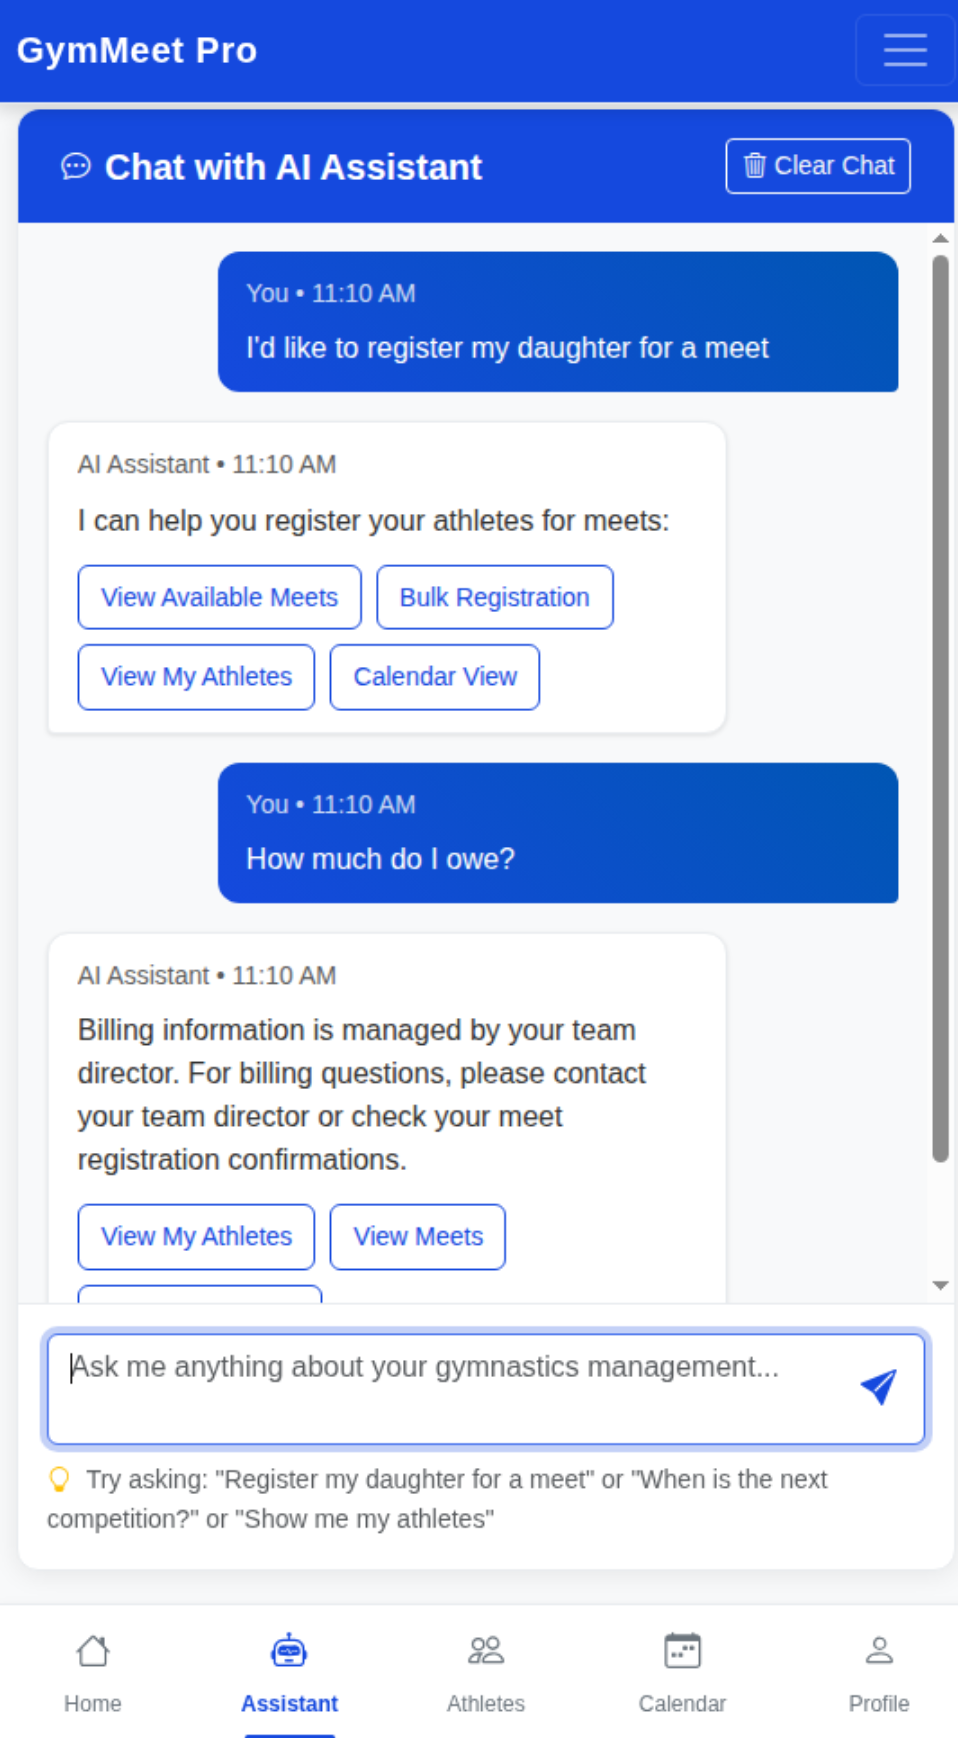 GymMeet Pro
Chat with AI Assistant
Clear Chat
You • 11:10 AM
I'd like to register my daughter for a meet
AI Assistant • 11:10 AM
I can help you register your athletes for meets:
View Available Meets
Bulk Registration
View My Athletes
Calendar View
You • 11:10 AM
How much do I owe?
AI Assistant • 11:10 AM
Billing information is managed by your team
director. For billing questions, please contact
your team director or check your meet
registration confirmations.
View My Athletes
View Meets
Ask me anything about your gymnastics management...
Try asking: "Register my daughter for a meet" or "When is the next
competition?" or "Show me my athletes"
Home
Assistant
Athletes
Calendar
Profile